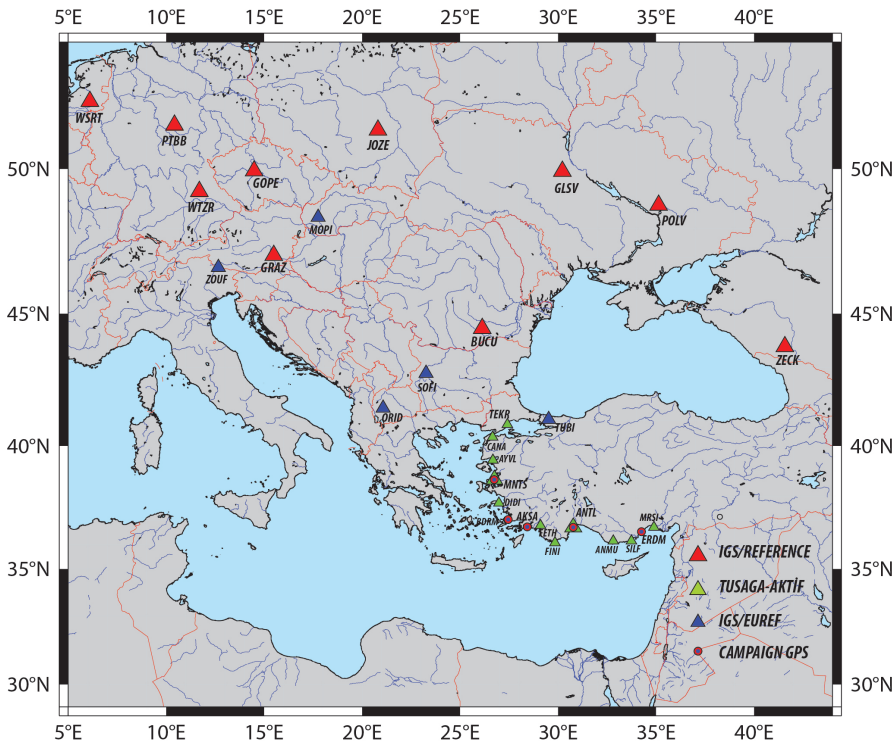 5°E 10°E 15°E 20°E 25°E 30°E 35°E 40°E
WSRT
PTBB
JOZE
50°N 50°N
GOPE
GLSV
WTZR
POLV
MOPI
GRAZ
ZOUF
45°N 45°N
BUCU
ZECK
SOFI
ORID
TEKR
TUBI
40°N 40°N
CANA
AYVL
MNTS
DIDI
AKSA
ANTL
MRSI
FETH
ERDM
FINI
ANMU
SILF
IGS/REFERENCE
35°N 35°N
TUSAGA-AKTİF
IGS/EUREF
CAMPAIGN GPS
30°N 30°N
5°E 10°E 15°E 20°E 25°E 30°E 35°E 40°E